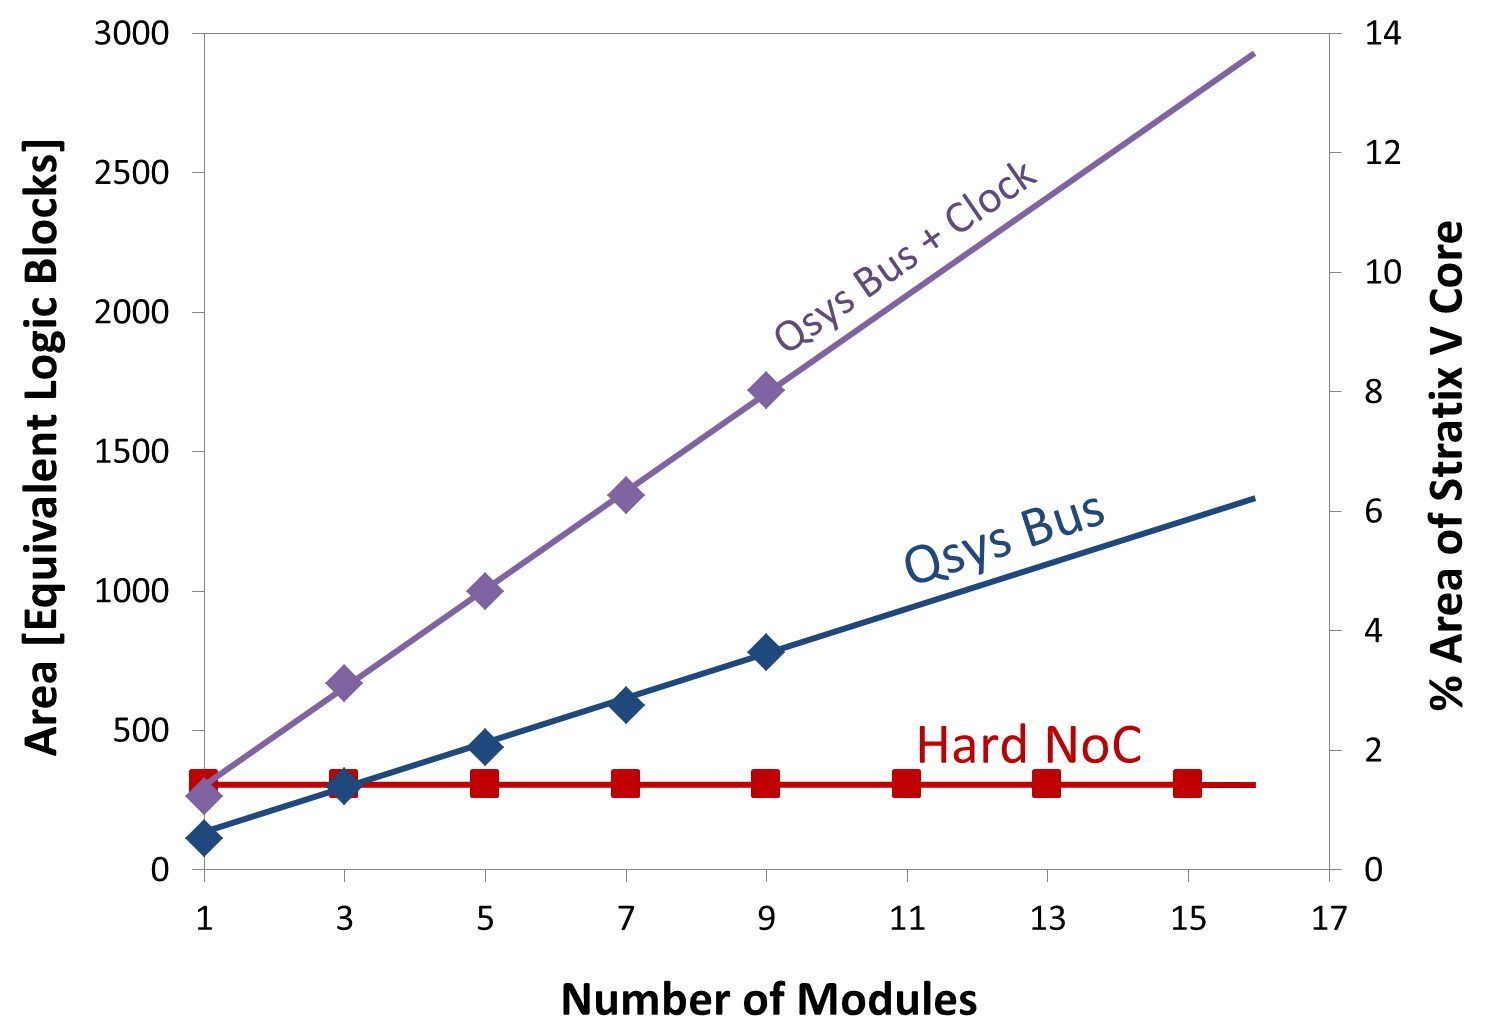 3000
2500
2000
1500
1000
500
0
Area [Equivalent Logic Blocks]
14
12
10
8
6
4
2
0
% Area of Stratix V Core
Qsys Bus + Clock
Qsys Bus
Hard NoC
1 3 5 7 9 11 13 15 17
Number of Modules